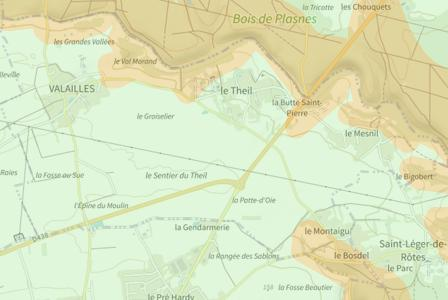 la Tricotte
les Chouquets
Bois de Plasnes
les Grandes Vallées
le Val Morand
VALAILLES
le Theil
la Butte Saint-
Pierre
le Groiselier
le Mesnil
le Bigobert
la Fosse au Sue
le Sentier du Theil
l'Épine du Moulin
la Patte-d'Oie
la Gendarmerie
D438
le Montaigu
Saint-Léger-de-
Rôtes
la Rangée des Sablons
le Bosdel
le Parc
la Fosse Beautier
le Pré Hardy